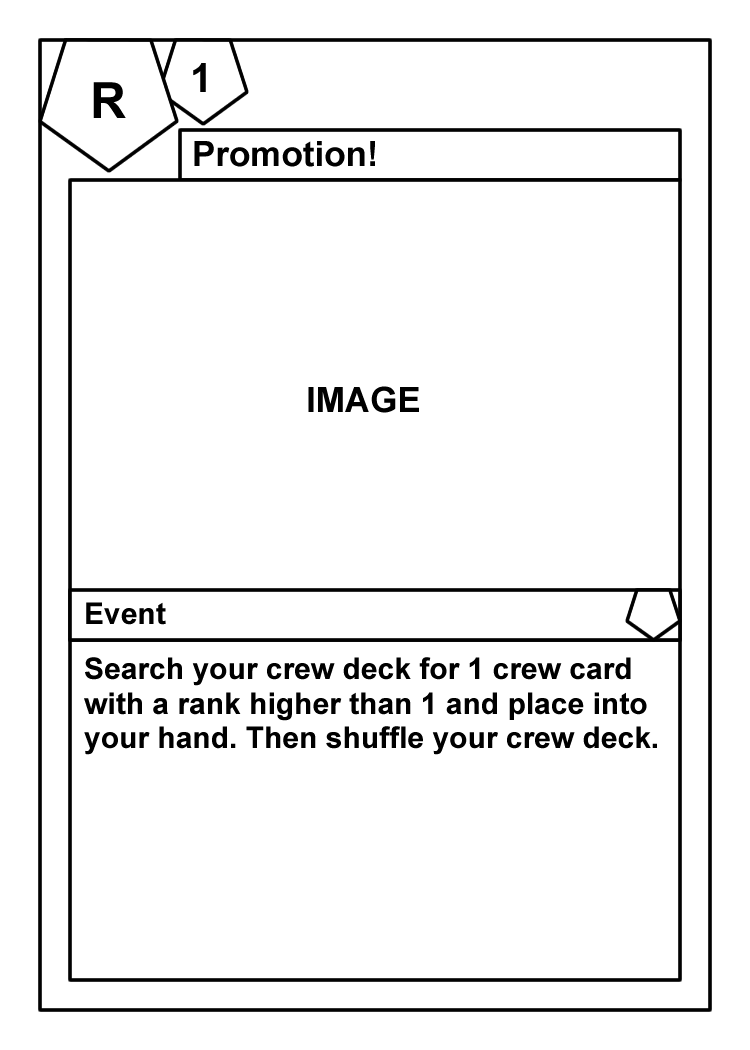 R
1
Promotion!
IMAGE
Event
Search your crew deck for 1 crew card
with a rank higher than 1 and place into
your hand. Then shuffle your crew deck.